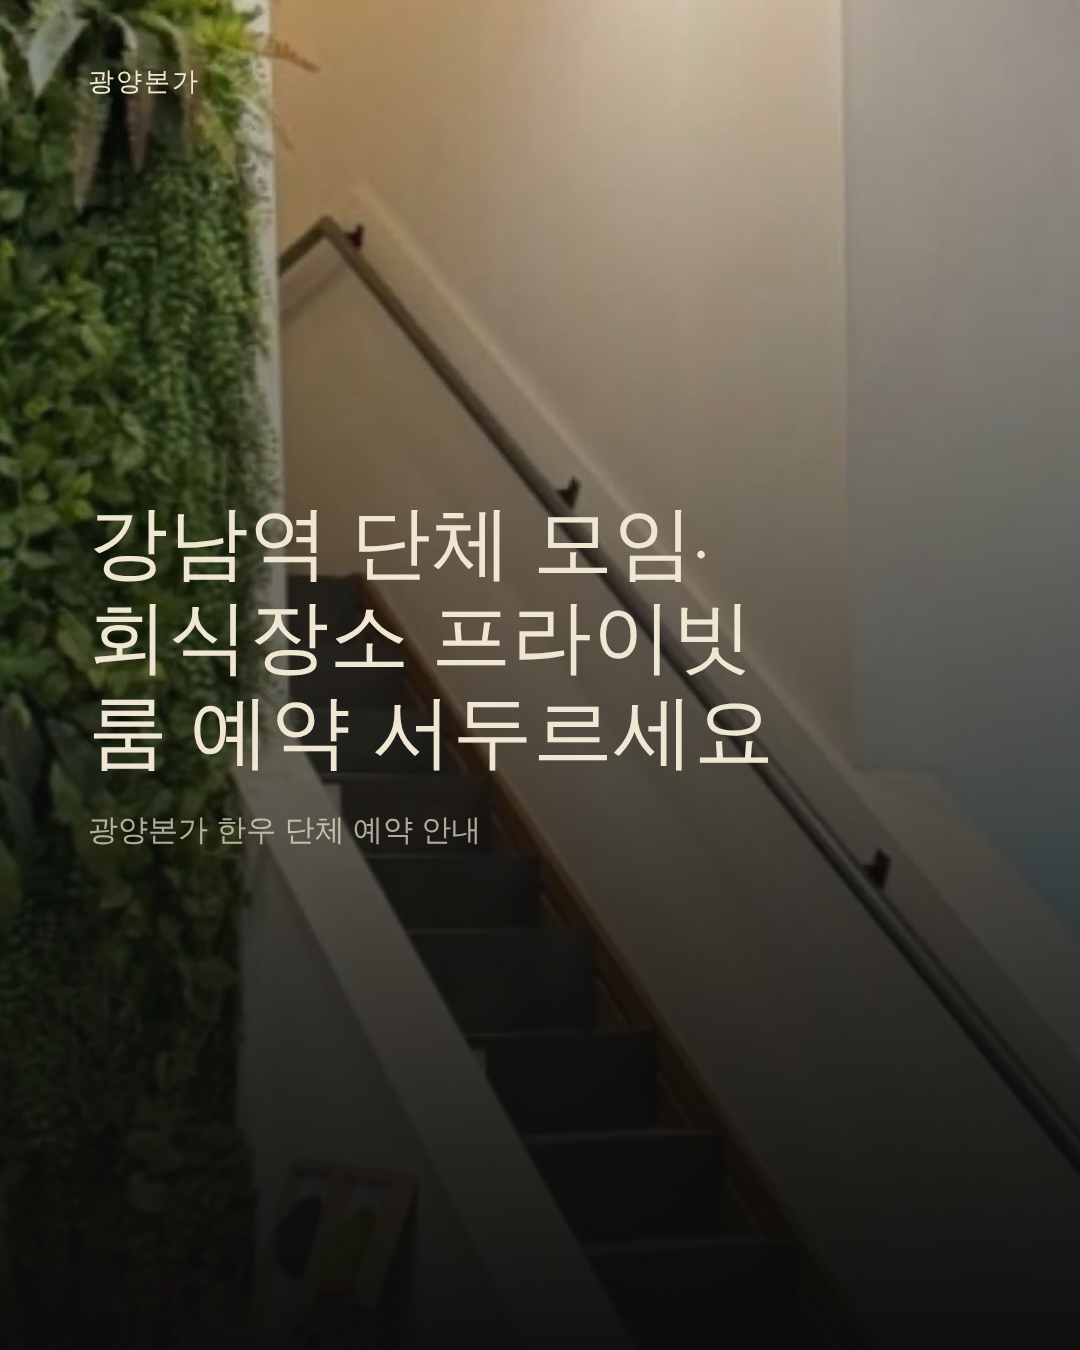 광양본가
강남역 단체 모임·
회식장소 프라이빗
룸 예약 서두르세요
광양본가 한우 단체 예약 안내